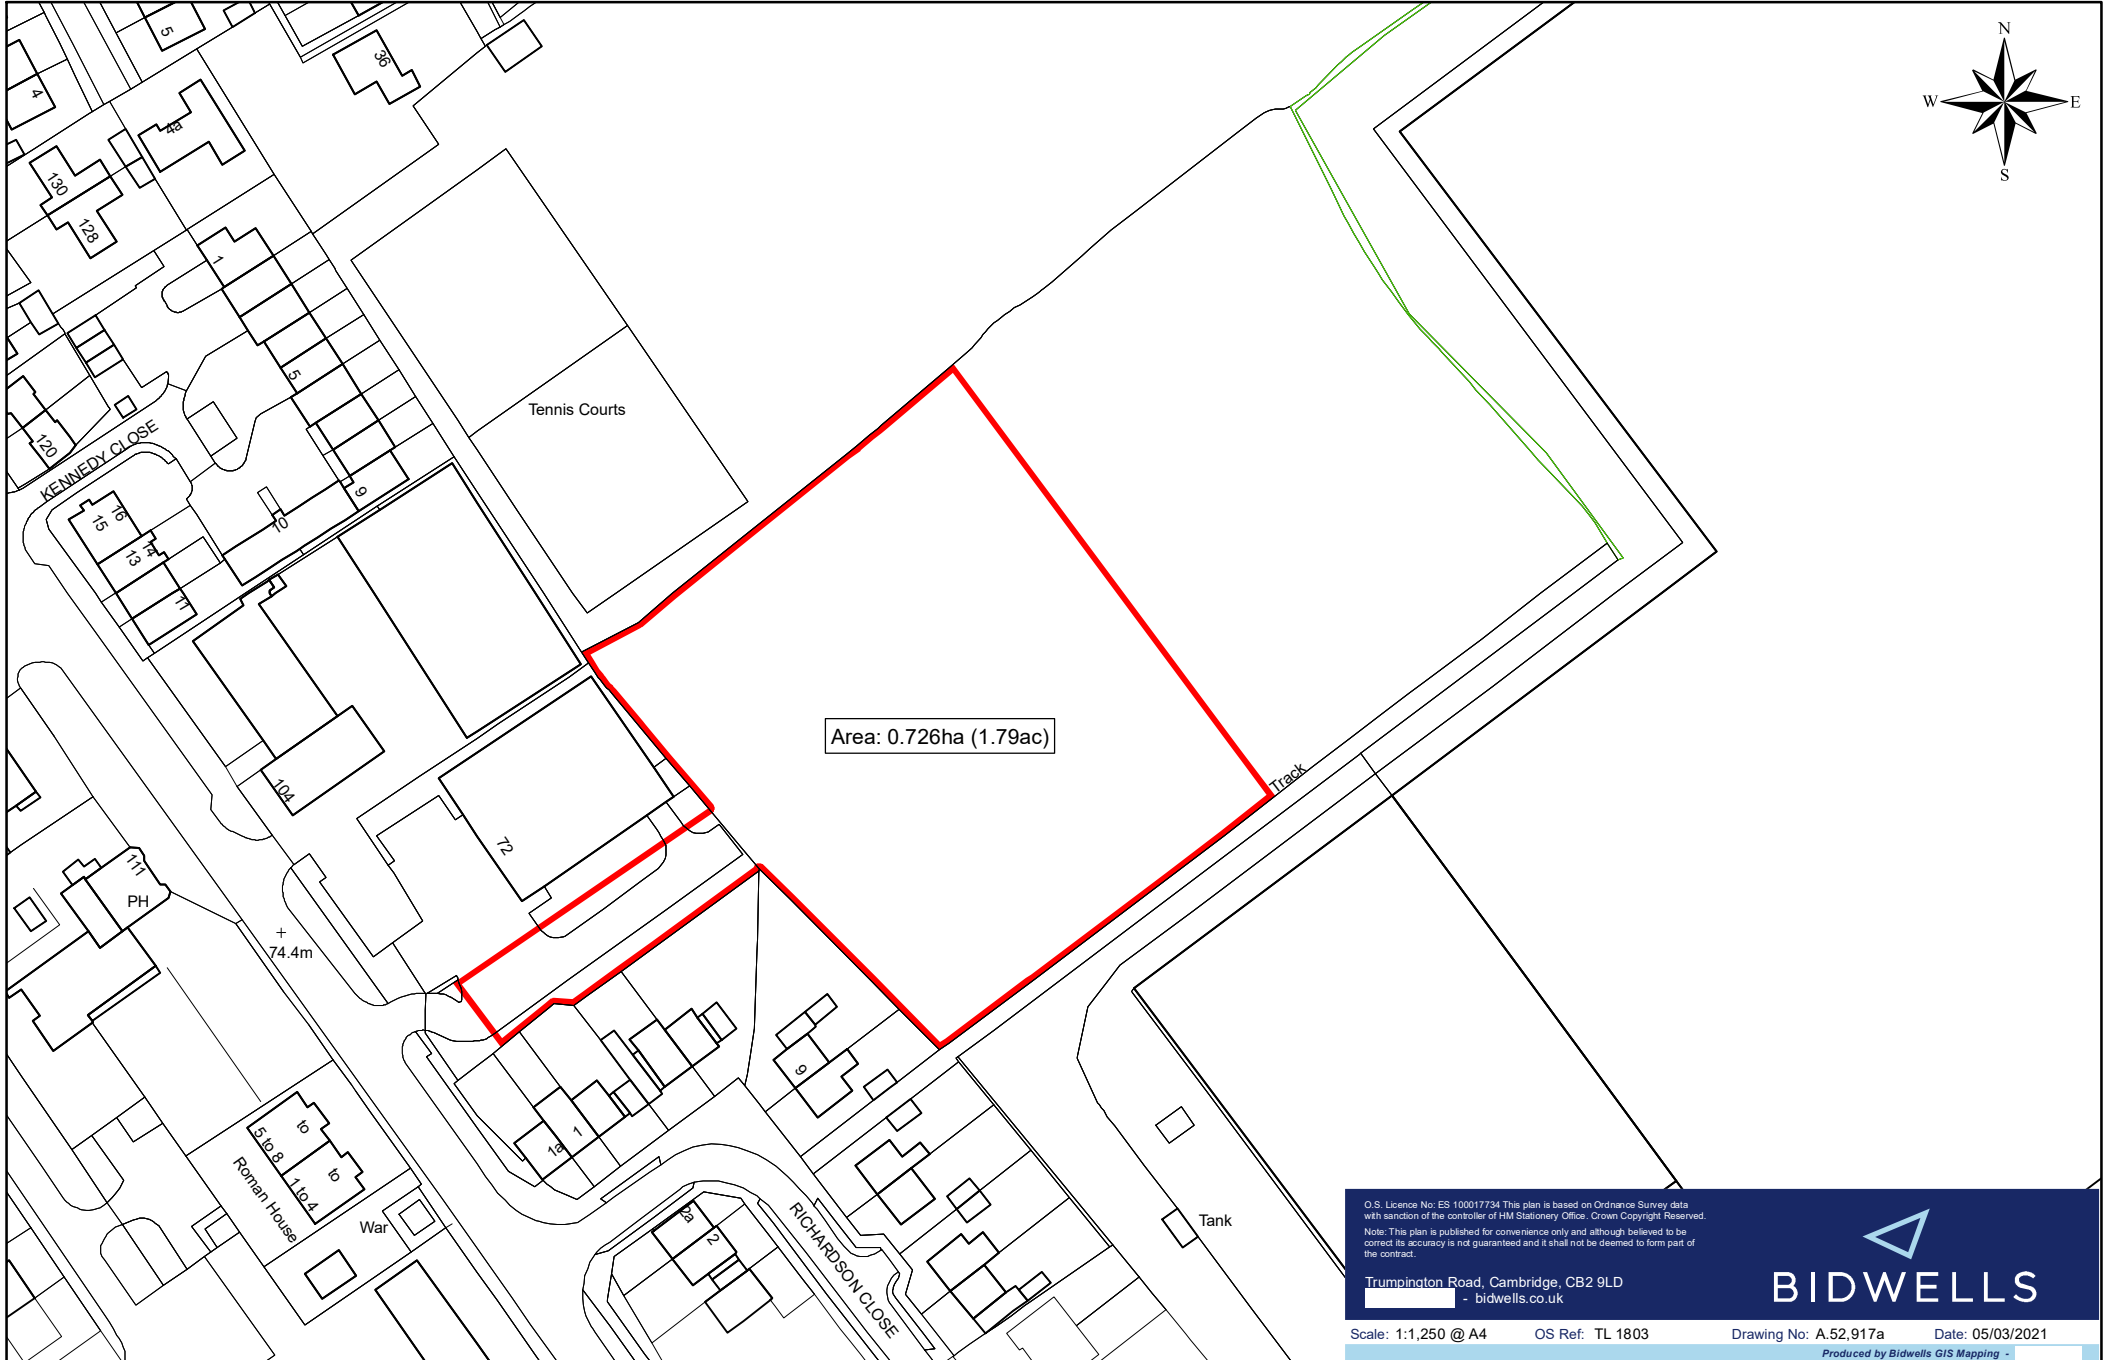 N
W E
S
5
36
4
4a
130
128
1
5
Tennis Courts
120
KENNEDY CLOSE
9
16
15
10
14
13
11
Area: 0.726ha (1.79ac)
Track
104
72
111
PH
74.4m
9
1
1a
5 to 8
to
to
1 to 4
Roman House
War
2a
2
RICHARDSON CLOSE
Tank
O.S. Licence No: ES 100017734 This plan is based on Ordnance Survey data
with sanction of the controller of HM Stationery Office. Crown Copyright Reserved.
Note: This plan is published for convenience only and although believed to be
correct its accuracy is not guaranteed and it shall not be deemed to form part of
the contract.
Trumpington Road, Cambridge, CB2 9LD
- bidwells.co.uk
BIDWELLS
Scale: 1:1,250 @ A4 OS Ref: TL 1803 Drawing No: A.52,917a Date: 05/03/2021
Produced by Bidwells GIS Mapping -